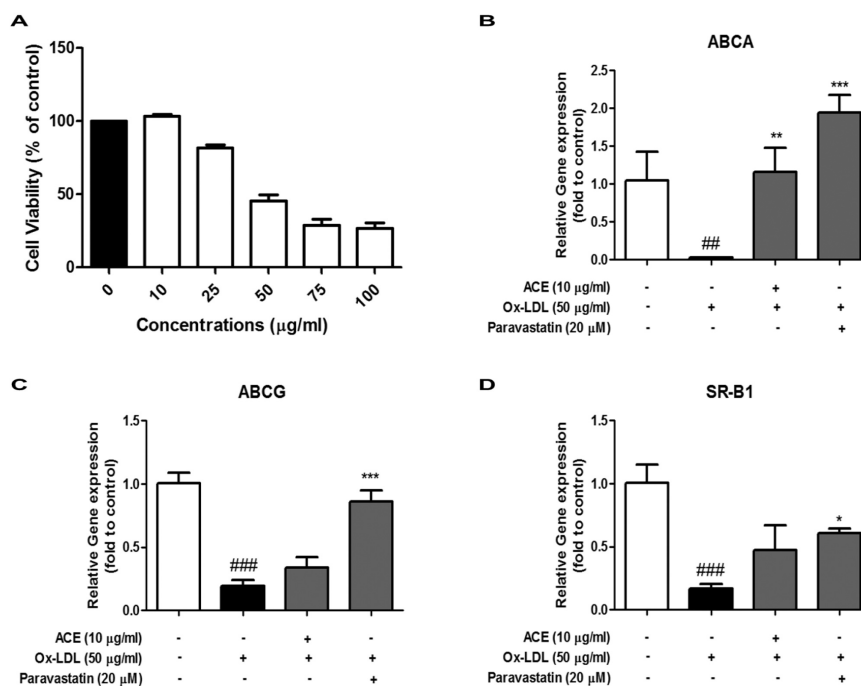 A
150
100
50
0
Cell Viability (% of control)
0 10 25 50 75 100
Concentrations (μg/ml)
B
ABCA
2.5
2.0
1.5
1.0
0.5
0.0
Relative Gene expression
(fold to control)
##
**
***
ACE (10 μg/ml) - - + -
Ox-LDL (50 μg/ml) - + + +
Paravastatin (20 μM) - - - +
C
ABCG
1.5
1.0
0.5
0.0
Relative Gene expression
(fold to control)
###
***
ACE (10 μg/ml) - - + -
Ox-LDL (50 μg/ml) - + + +
Paravastatin (20 μM) - - - +
D
SR-B1
1.5
1.0
0.5
0.0
Relative Gene expression
(fold to control)
###
*
ACE (10 μg/ml) - - + -
Ox-LDL (50 μg/ml) - + + +
Paravastatin (20 μM) - - - +